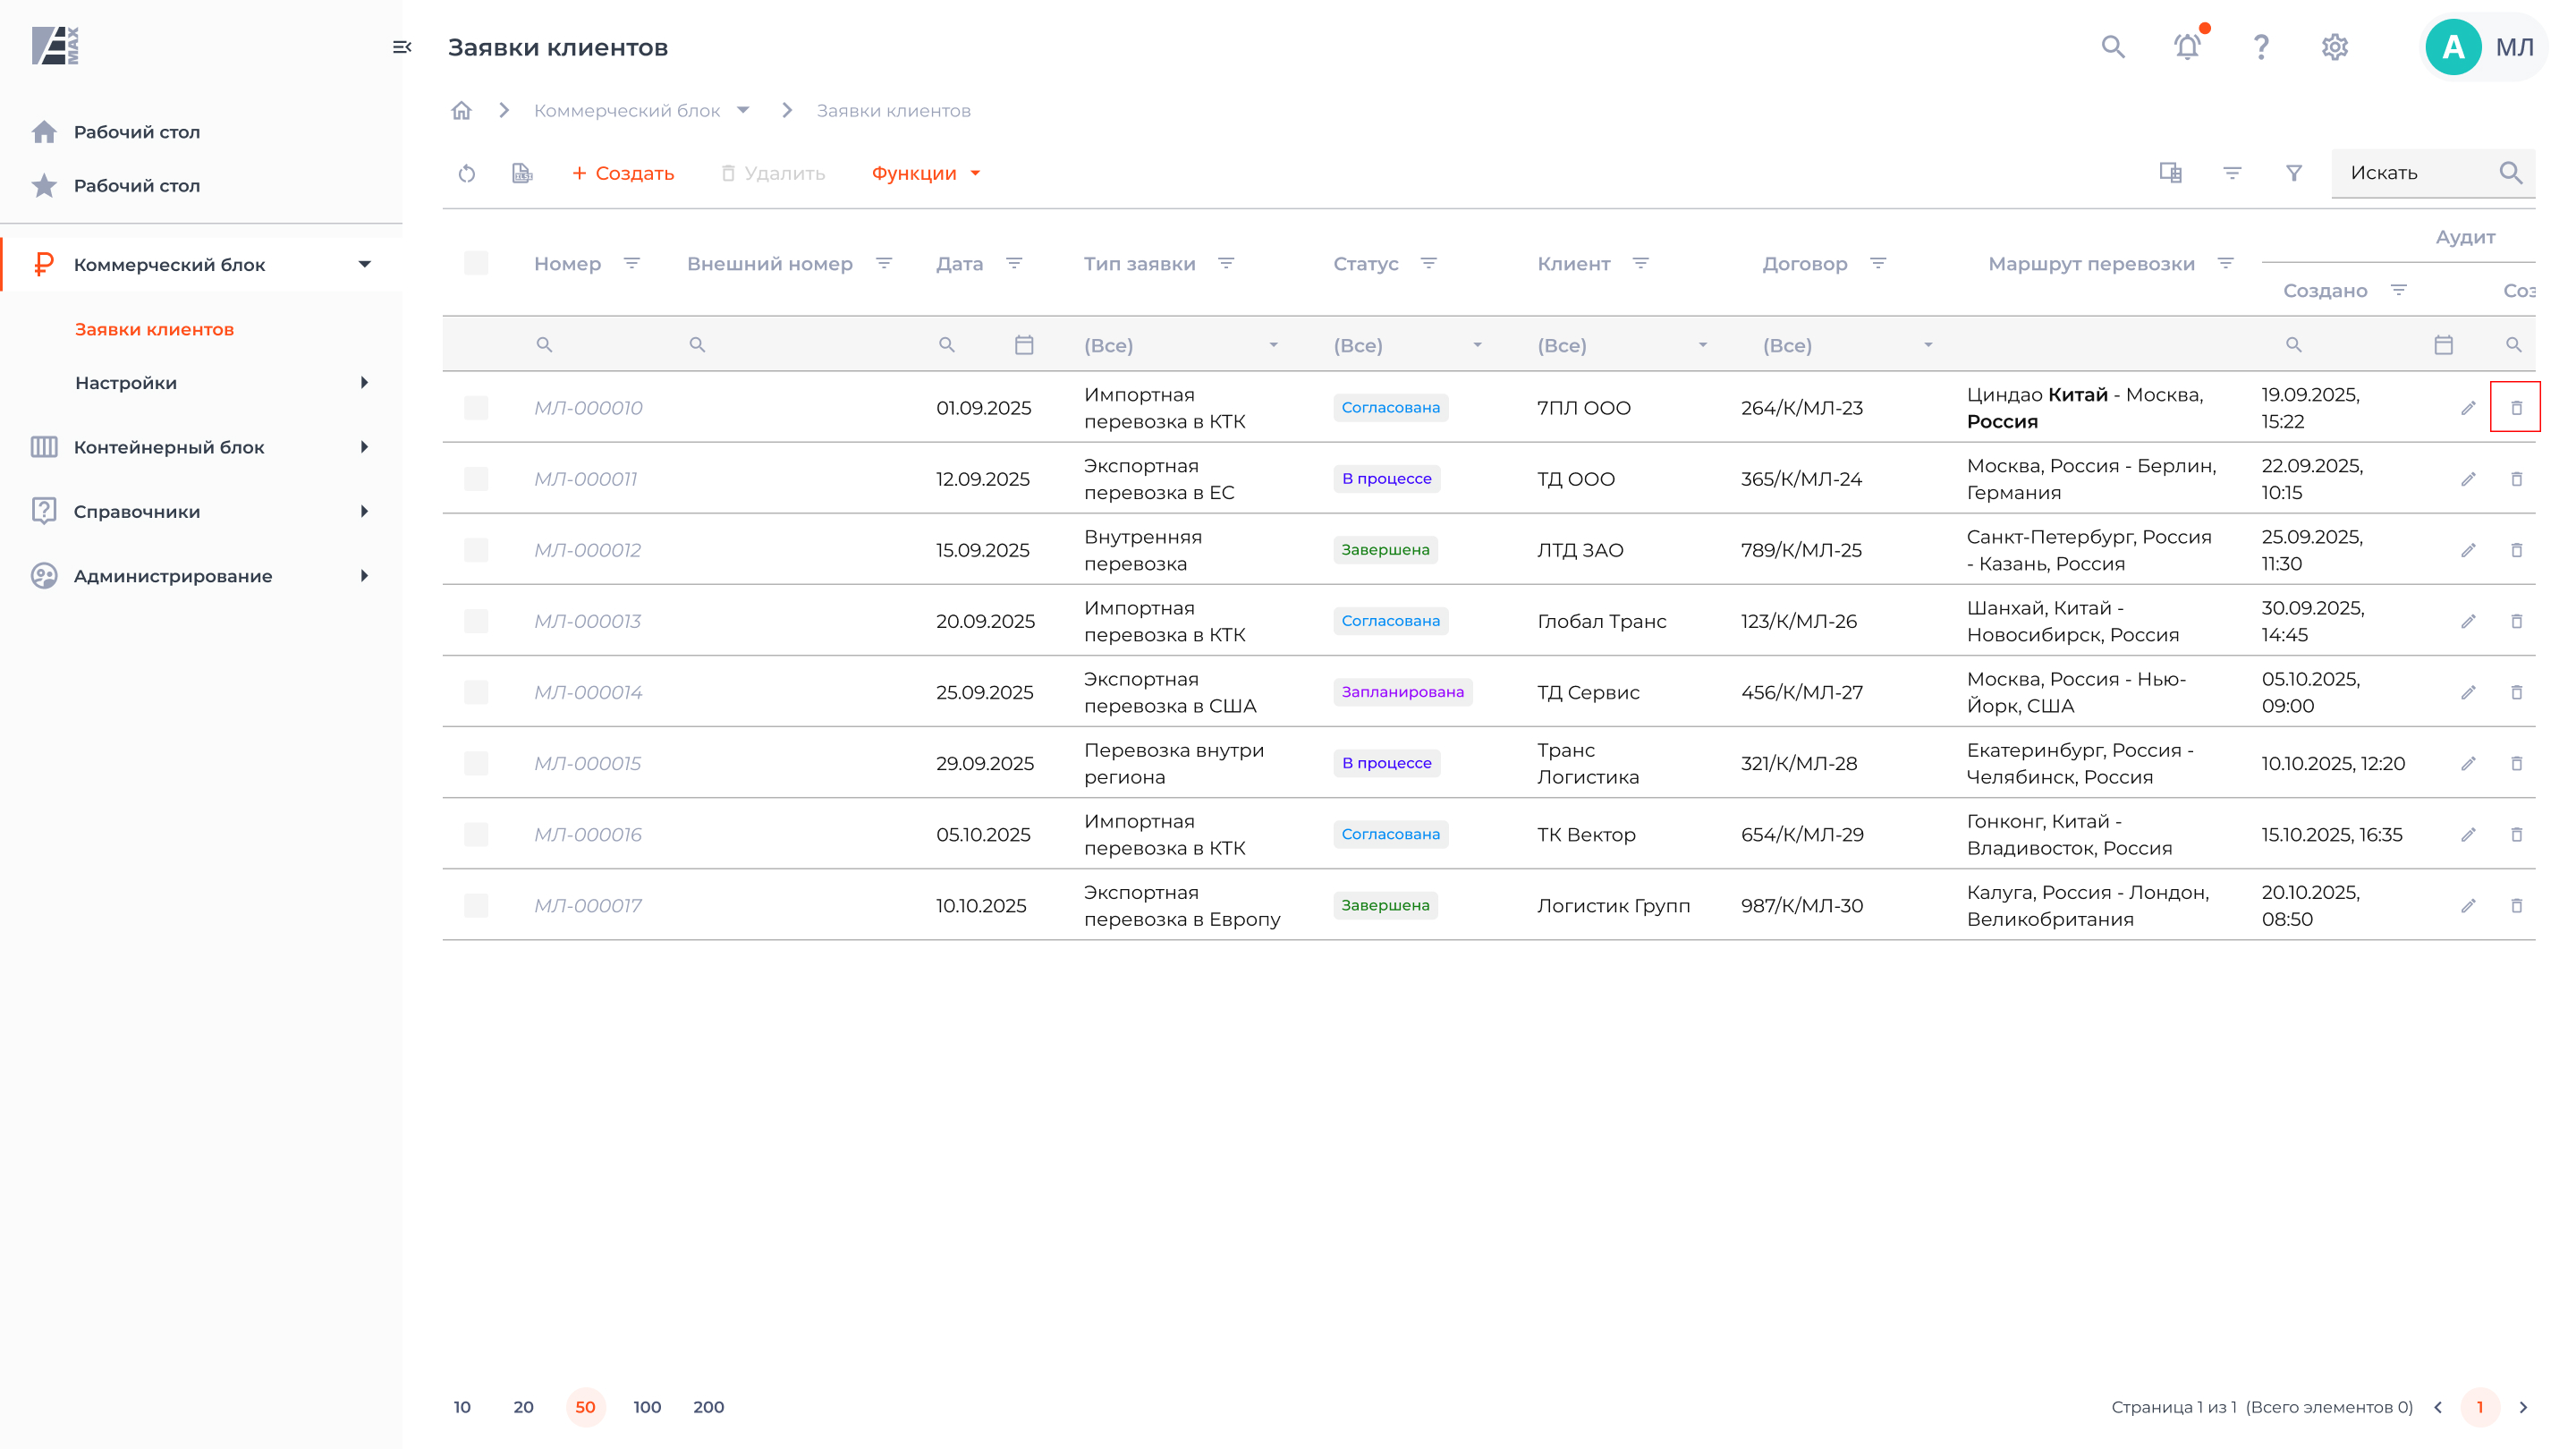 MAX
Заявки клиентов
A
МЛ
Рабочий стол
Рабочий стол
Коммерческий блок
Заявки клиентов
Настройки
Контейнерный блок
Справочники
Администрирование
Коммерческий блок
Заявки клиентов
+ Создать
Удалить
Функции
Искать
Аудит
Номер
Внешний номер
Дата
Тип заявки
Статус
Клиент
Договор
Маршрут перевозки
Создано
Соз
(Все)
(Все)
(Все)
(Все)
МЛ-000010
01.09.2025
Импортная
перевозка в КТК
Согласована
7ПЛ ООО
264/К/МЛ-23
Циндао Китай - Москва,
Россия
19.09.2025,
15:22
МЛ-000011
12.09.2025
Экспортная
перевозка в ЕС
В процессе
ТД ООО
365/К/МЛ-24
Москва, Россия - Берлин,
Германия
22.09.2025,
10:15
МЛ-000012
15.09.2025
Внутренняя
перевозка
Завершена
ЛТД ЗАО
789/К/МЛ-25
Санкт-Петербург, Россия
- Казань, Россия
25.09.2025,
11:30
МЛ-000013
20.09.2025
Импортная
перевозка в КТК
Согласована
Глобал Транс
123/К/МЛ-26
Шанхай, Китай -
Новосибирск, Россия
30.09.2025,
14:45
МЛ-000014
25.09.2025
Экспортная
перевозка в США
Запланирована
ТД Сервис
456/К/МЛ-27
Москва, Россия - Нью-
Йорк, США
05.10.2025,
09:00
МЛ-000015
29.09.2025
Перевозка внутри
региона
В процессе
Транс
Логистика
321/К/МЛ-28
Екатеринбург, Россия -
Челябинск, Россия
10.10.2025, 12:20
МЛ-000016
05.10.2025
Импортная
перевозка в КТК
Согласована
ТК Вектор
654/К/МЛ-29
Гонконг, Китай -
Владивосток, Россия
15.10.2025, 16:35
МЛ-000017
10.10.2025
Экспортная
перевозка в Европу
Завершена
Логистик Групп
987/К/МЛ-30
Калуга, Россия - Лондон,
Великобритания
20.10.2025,
08:50
10 20 50 100 200
Страница 1 из 1 (Всего элементов 0)
1